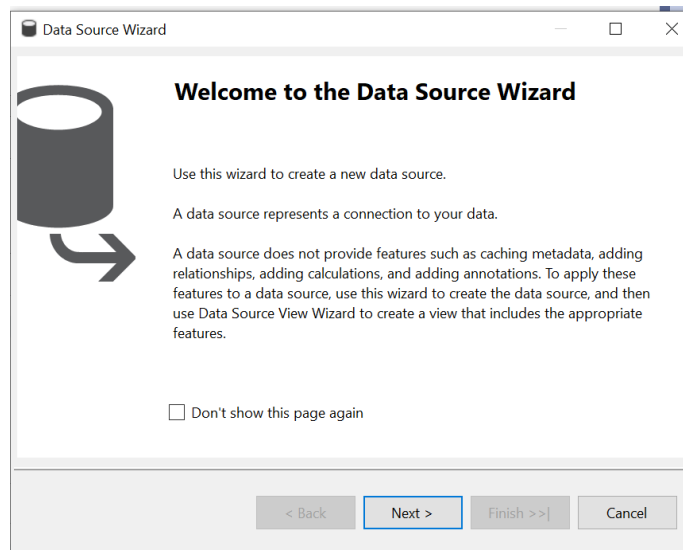 Data Source Wizard
Welcome to the Data Source Wizard
Use this wizard to create a new data source.
A data source represents a connection to your data.
A data source does not provide features such as caching metadata, adding
relationships, adding calculations, and adding annotations. To apply these
features to a data source, use this wizard to create the data source, and then
use Data Source View Wizard to create a view that includes the appropriate
features.
Don't show this page again
< Back Next > Finish >>| Cancel